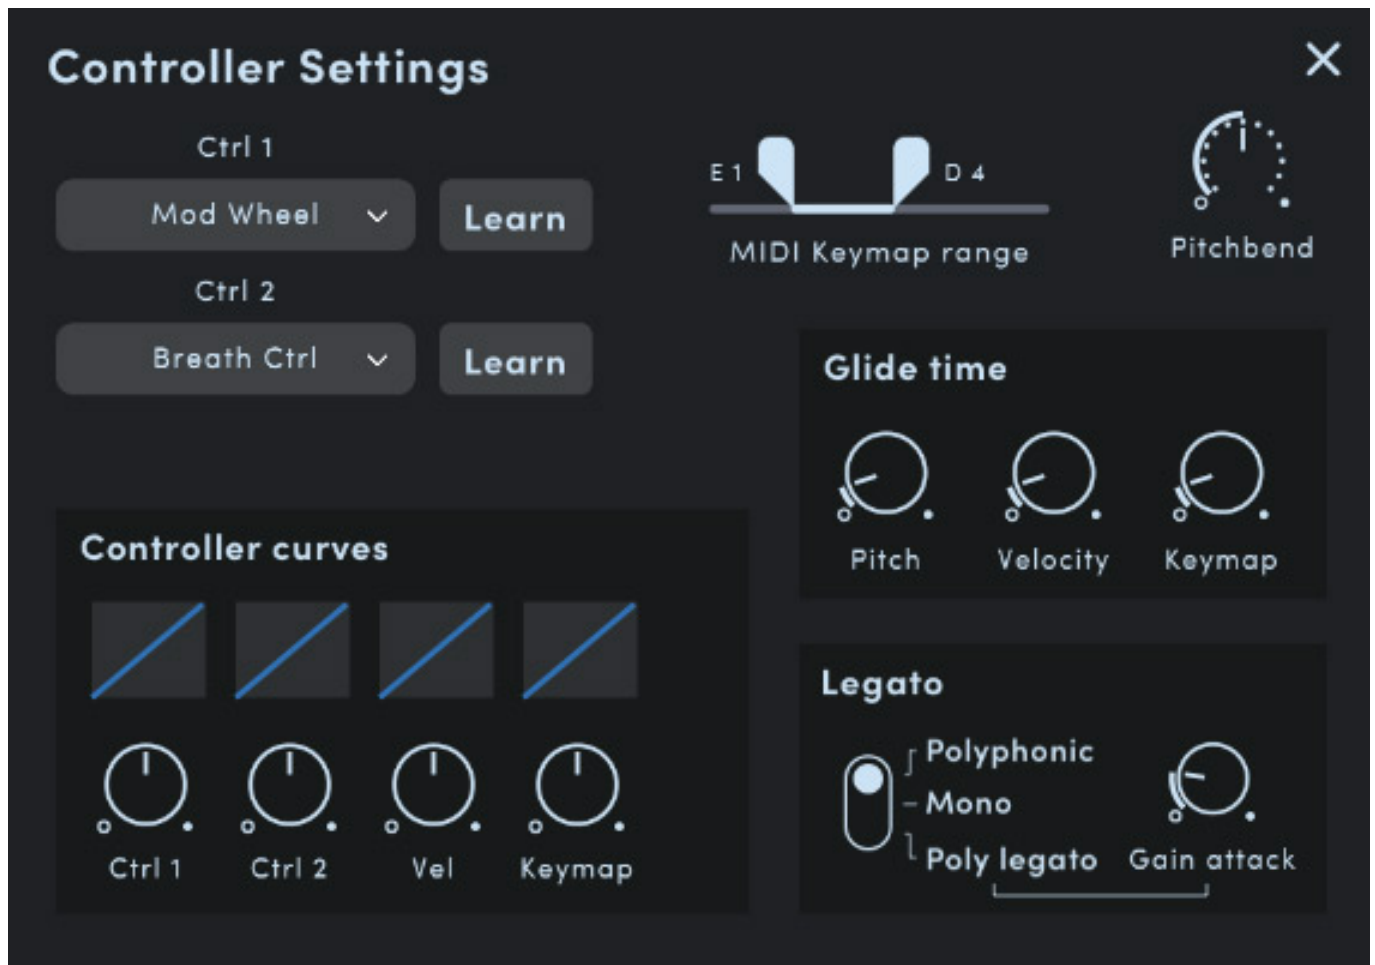 Controller Settings
Ctrl 1
Mod Wheel
Learn
Ctrl 2
Breath Ctrl
Learn
E 1
D 4
MIDI Keymap range
Pitchbend
Glide time
Pitch
Velocity
Keymap
Controller curves
Ctrl 1
Ctrl 2
Vel
Keymap
Legato
Polyphonic
Mono
Poly legato
Gain attack